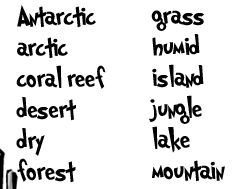 Antarctic
arctic
coral reef
desert
dry
forest
grass
humid
island
jungle
lake
mountain